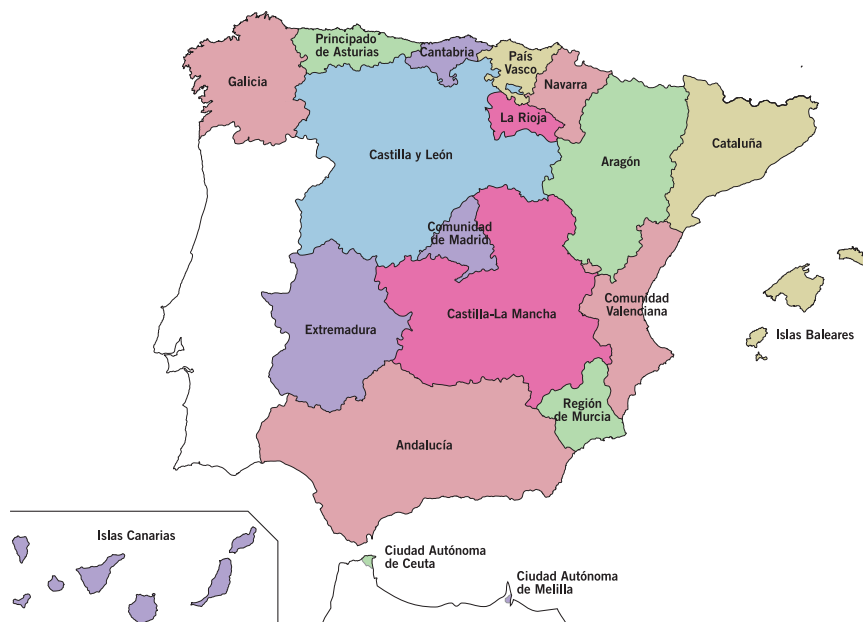 Principado
de Asturias
Cantabria
País
Vasco
Galicia
Navarra
La Rioja
Cataluña
Castilla y León
Aragón
Comunidad
de Madrid
Comunidad
Valenciana
Castilla-La Mancha
Extremadura
Islas Baleares
Región
de Murcia
Andalucía
Islas Canarias
Ciudad Autónoma
de Ceuta
Ciudad Autónoma
de Melilla